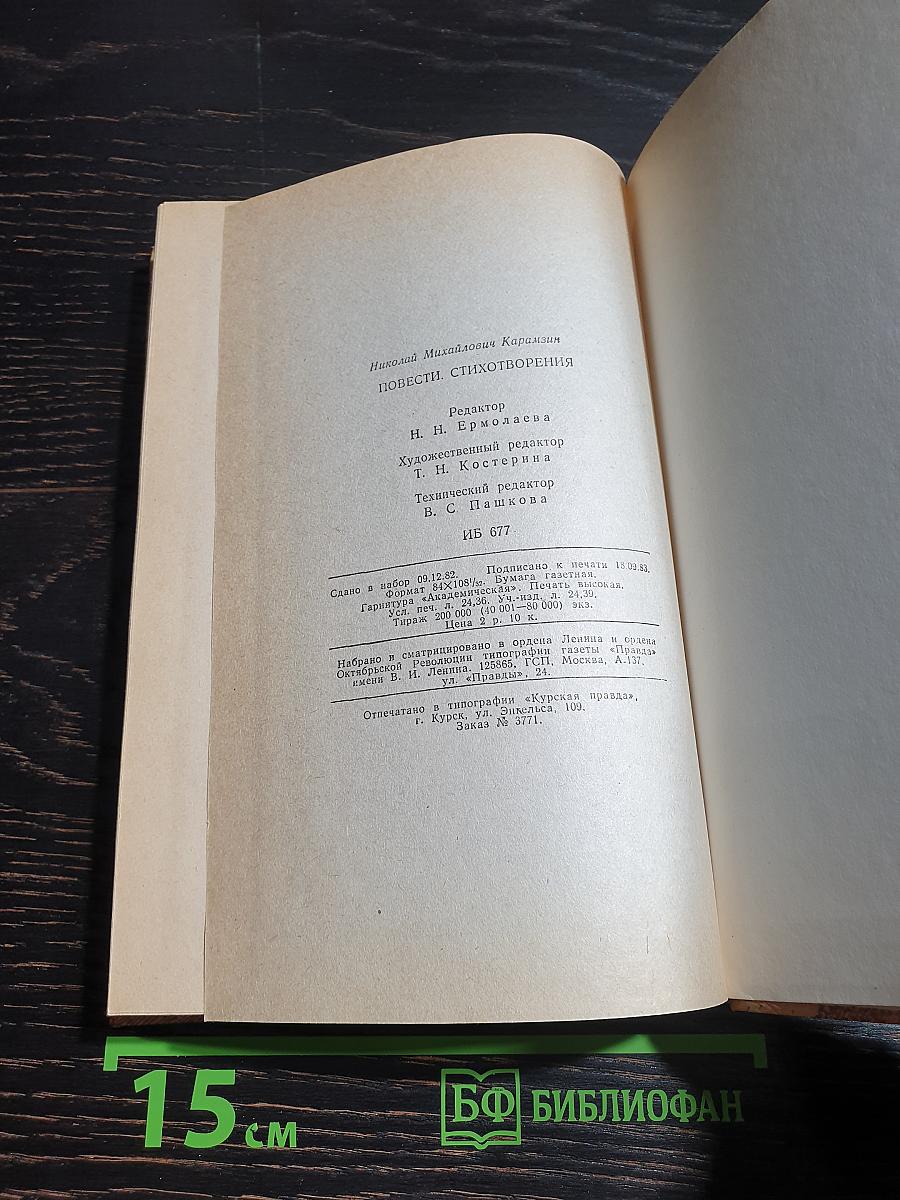 Николай Михайлович Карамзин
ПОВЕСТИ. СТИХОТВОРЕНИЯ
Редактор
Н. Н. Ермолаева
Художественный редактор
Т. Н. Костерина
Технический редактор
В. С. Пашкова
ИБ 677
Сдано в набор 09.12.82. Подписано к печати 18.09.83.
Формат 84×108¹/₃₂. Бумага газетная.
Гарнитура «Академическая». Печать высокая.
Усл. печ. л. 24,36. Уч.-изд. л. 24,39.
Тираж 200 000 (40 001—80 000) экз.
Цена 2 р. 10 к.
Набрано и сматрицировано в ордена Ленина и ордена
Октябрьской Революции типографии газеты «Правда»
имени В. И. Ленина. 125865, ГСП, Москва, А-137,
ул. «Правды», 24.
Отпечатано в типографии «Курская правда»,
г. Курск, ул. Энгельса, 109.
Заказ № 3771.
15 см
БФ БИБЛИОФАН